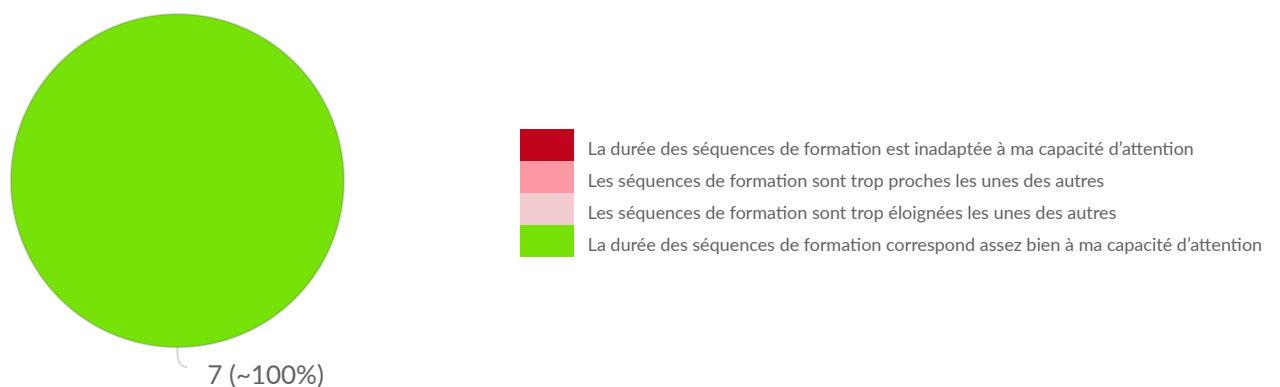 La durée des séquences de formation est inadaptée à ma capacité d’attention
Les séquences de formation sont trop proches les unes des autres
Les séquences de formation sont trop éloignées les unes des autres
La durée des séquences de formation correspond assez bien à ma capacité d’attention
7 (~100%)